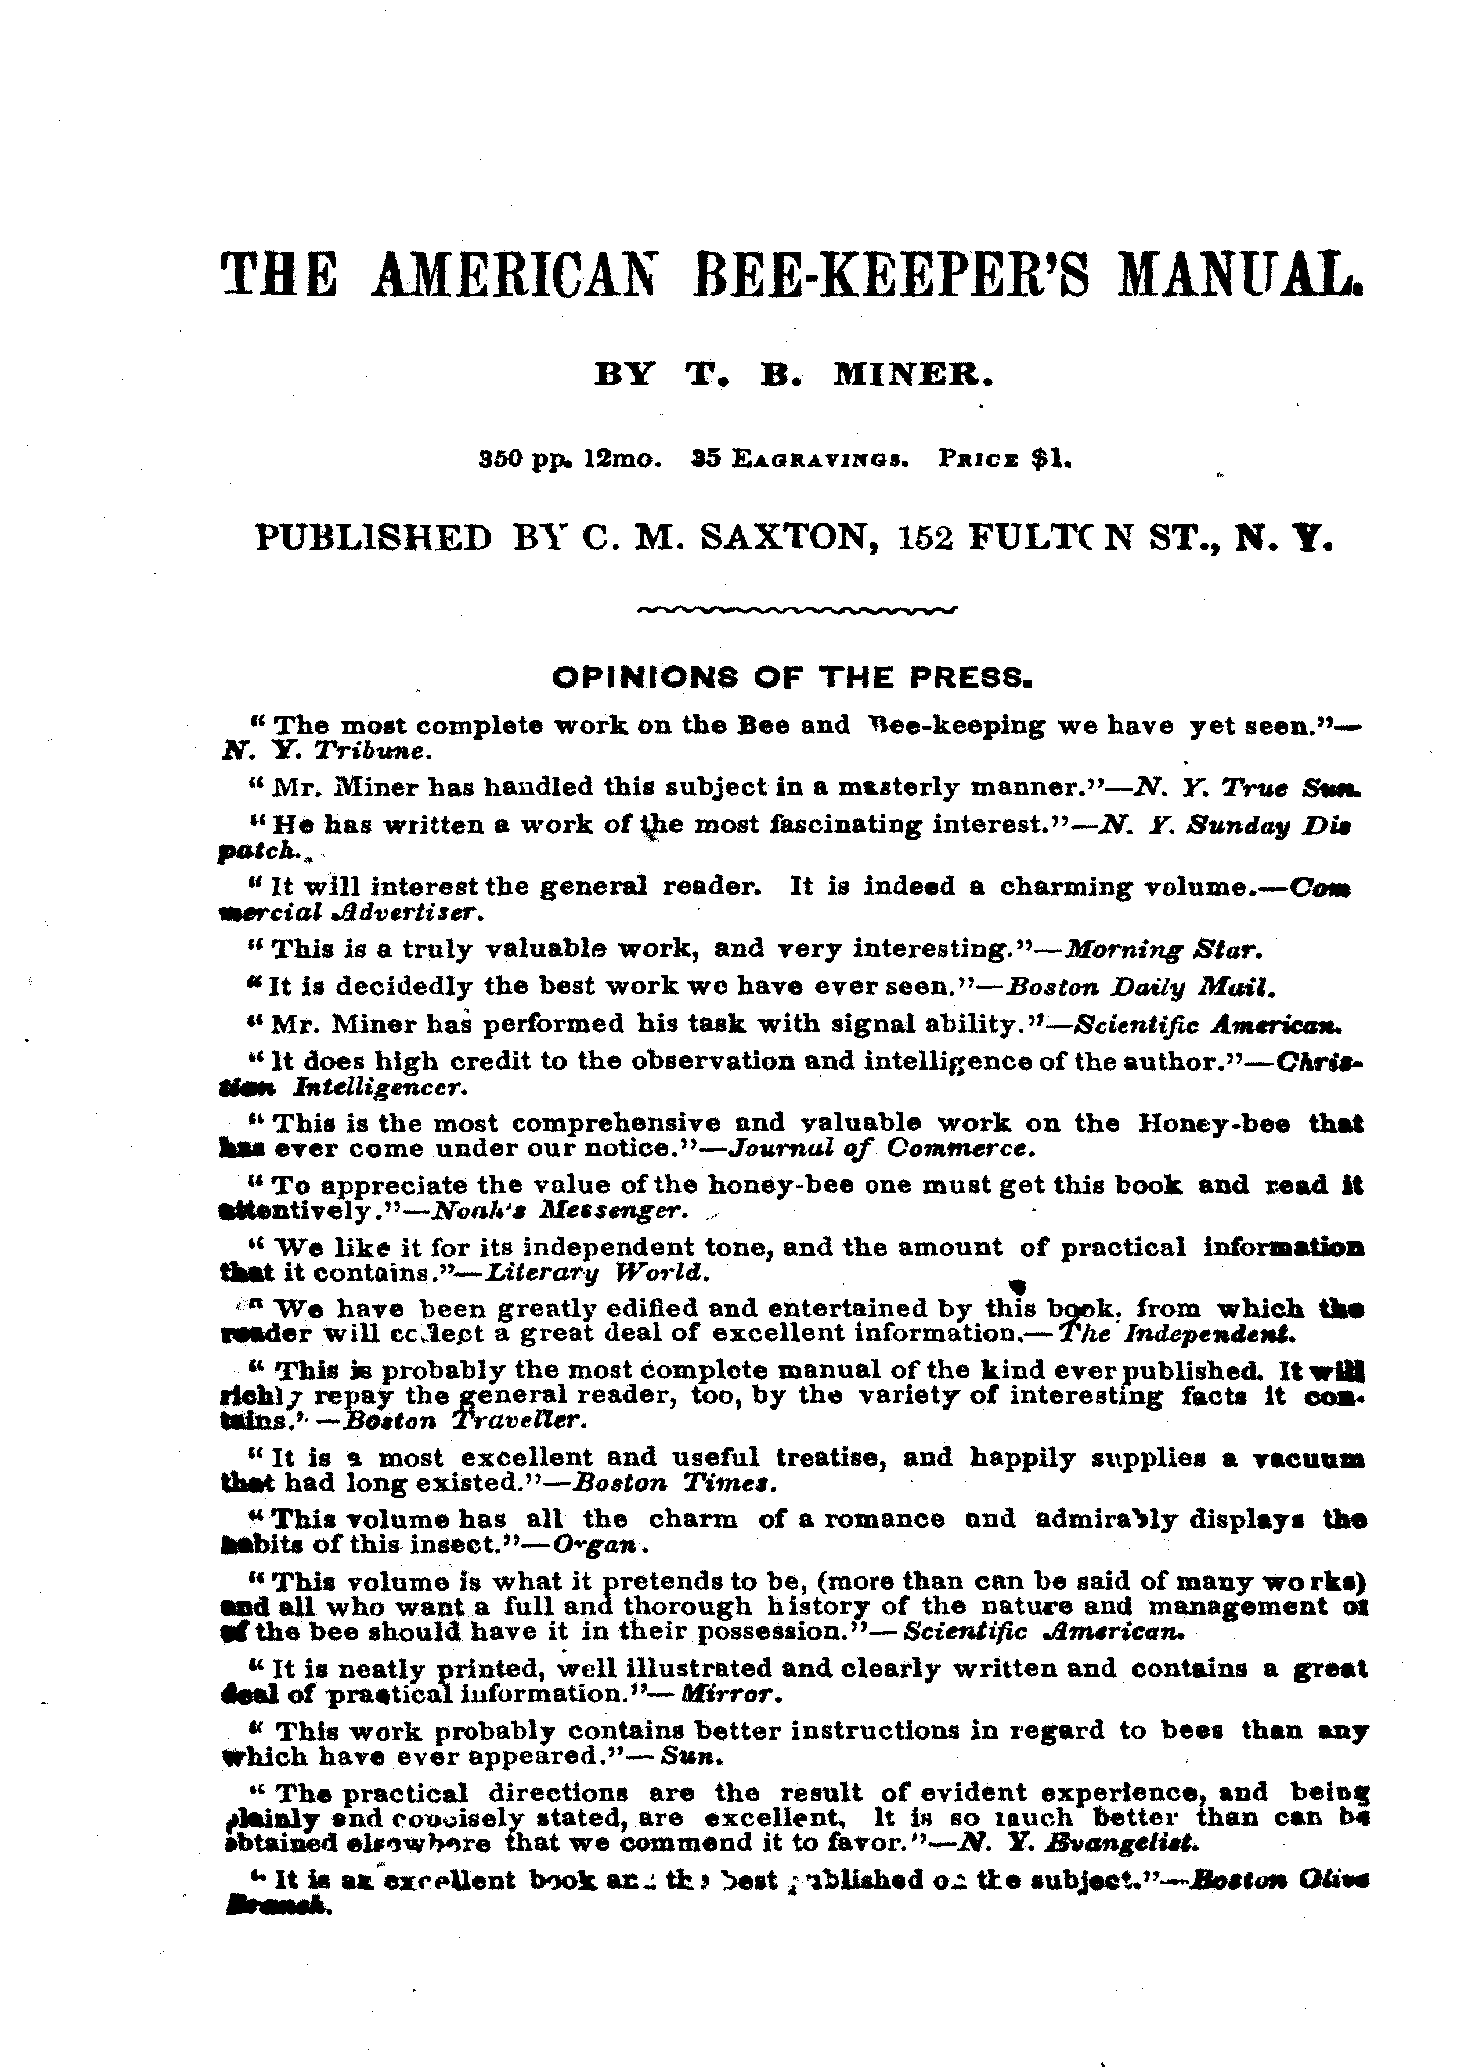 THE AMERICAN BEE-KEEPER'S MANUAL.
BY T. B. MINER.
350 pp. 12mo. 35 EAGRAVINGS. PRICE $1.
PUBLISHED BY C. M. SAXTON, 152 FULTON ST., N. Y.
OPINIONS OF THE PRESS.
" The most complete work on the Bee and Bee-keeping we have yet seen."—
N. Y. Tribune.
" Mr. Miner has handled this subject in a masterly manner."—N. Y. True Sun.
" He has written a work of the most fascinating interest."—N. Y. Sunday Dis
patch.
" It will interest the general reader. It is indeed a charming volume.—Com
mercial Advertiser.
" This is a truly valuable work, and very interesting."—Morning Star.
" It is decidedly the best work we have ever seen."—Boston Daily Mail.
" Mr. Miner has performed his task with signal ability."—Scientific American.
" It does high credit to the observation and intelligence of the author."—Chris-
tian Intelligencer.
" This is the most comprehensive and valuable work on the Honey-bee that
has ever come under our notice."—Journal of Commerce.
" To appreciate the value of the honey-bee one must get this book and read it
attentively."—Noah's Messenger.
" We like it for its independent tone, and the amount of practical information
that it contains."—Literary World.
" We have been greatly edified and entertained by this book, from which the
reader will collect a great deal of excellent information.—The Independent.
" This is probably the most complete manual of the kind ever published. It will
richly repay the general reader, too, by the variety of interesting facts it con-
tains."—Boston Traveller.
" It is a most excellent and useful treatise, and happily supplies a vacuum
that had long existed."—Boston Times.
" This volume has all the charm of a romance and admirably displays the
habits of this insect."—Organ.
" This volume is what it pretends to be, (more than can be said of many works)
and all who want a full and thorough history of the nature and management of
of the bee should have it in their possession."—Scientific American.
" It is neatly printed, well illustrated and clearly written and contains a great
deal of practical information."—Mirror.
" This work probably contains better instructions in regard to bees than any
which have ever appeared."—Sun.
" The practical directions are the result of evident experience, and being
plainly and concisely stated, are excellent, It is so much better than can be
obtained elsewhere that we commend it to favor."—N. Y. Evangelist.
" It is an excellent book and the best published on the subject."—Boston Olive
Branch.